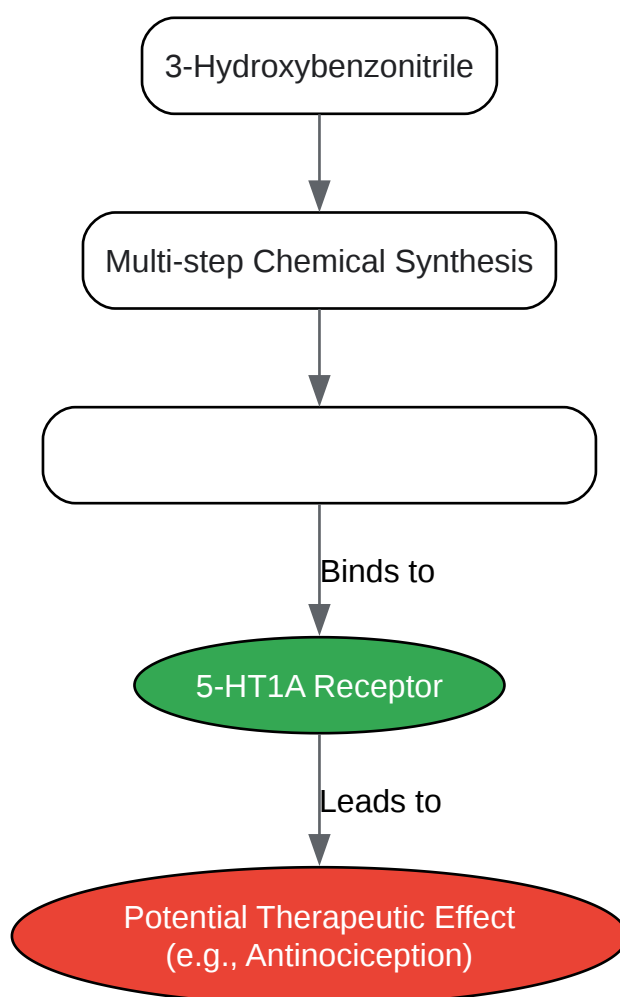 3-Hydroxybenzonitrile
Multi-step Chemical Synthesis
Binds to
5-HT1A Receptor
Leads to
Potential Therapeutic Effect
(e.g., Antinociception)